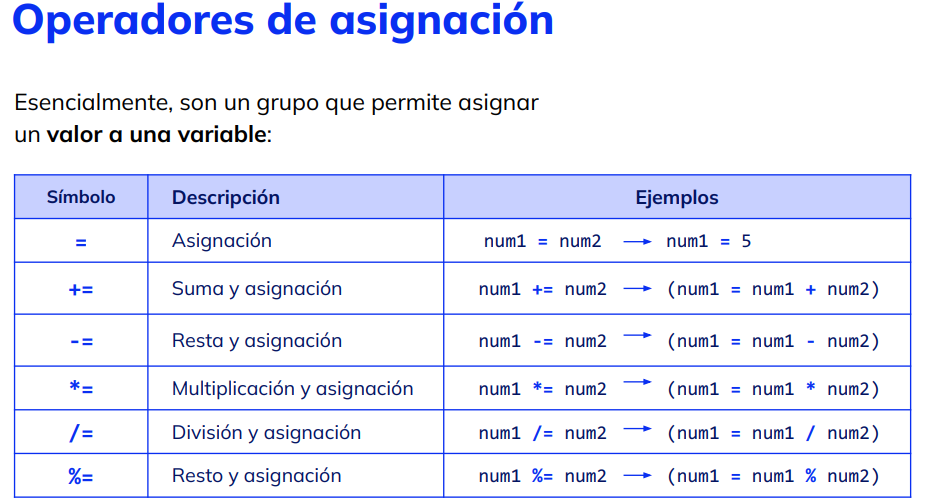 Operadores de asignación
Esencialmente, son un grupo que permite asignar
un valor a una variable:
Símbolo Descripción Ejemplos
= Asignación num1 = num2 → num1 = 5
+= Suma y asignación num1 += num2 → (num1 = num1 + num2)
-= Resta y asignación num1 -= num2 → (num1 = num1 - num2)
*= Multiplicación y asignación num1 *= num2 → (num1 = num1 * num2)
/= División y asignación num1 /= num2 → (num1 = num1 / num2)
%= Resto y asignación num1 %= num2 → (num1 = num1 % num2)